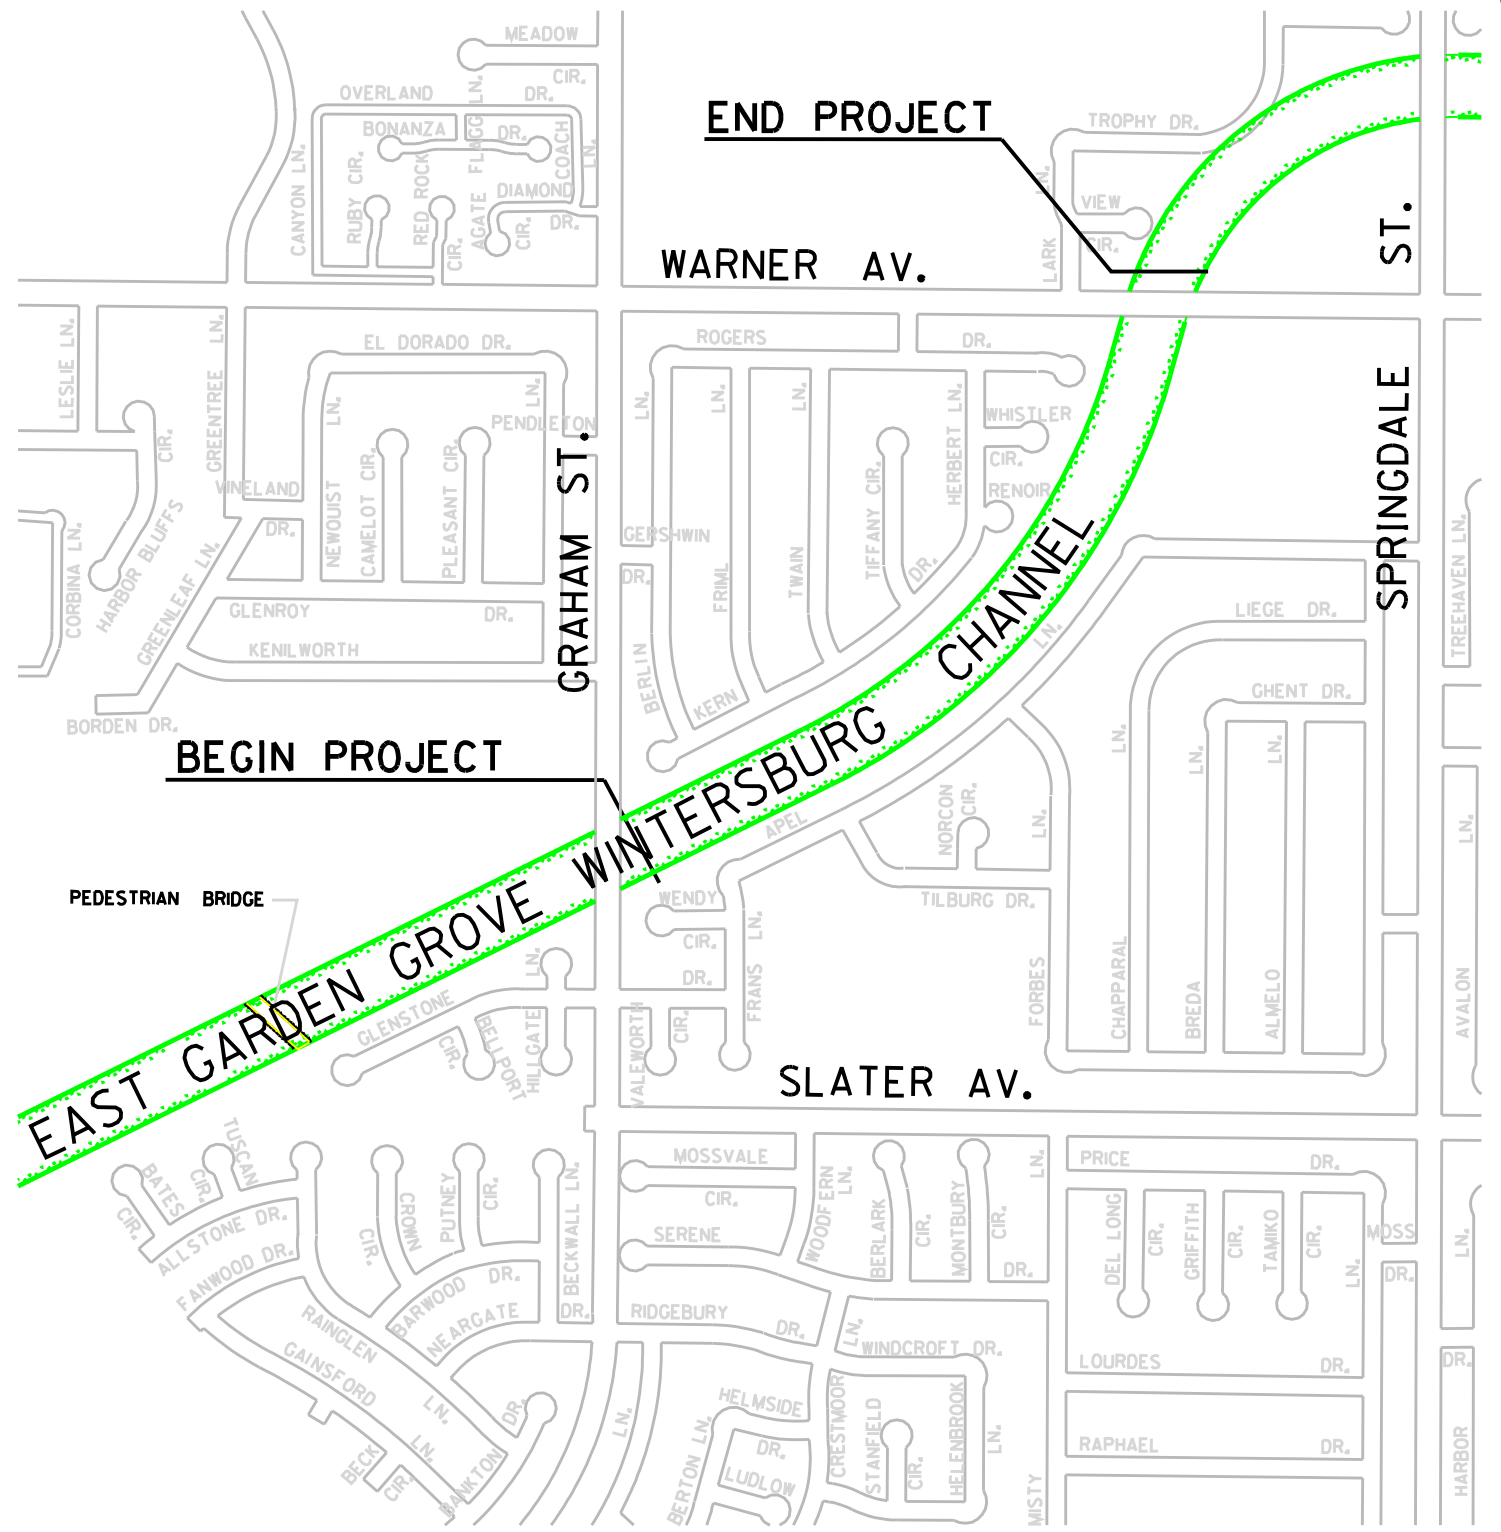 MEADOW
CIR.
OVERLAND DR.
BONANZA DR.
FLAGG LN.
COACH LN.
CANYON LN.
RUBY CIR.
RED ROCK CIR.
AGATE CIR.
DIAMOND DR.
END PROJECT
TROPHY DR.
LARK LN.
VIEW CIR.
WARNER AV.
SPRINGDALE ST.
LESLIE LN.
GREENTREE LN.
EL DORADO DR.
LN.
PENDLETON
ROGERS DR.
WHISTLER CIR.
RENOIR
HERBERT LN.
TIFFANY CIR.
DR.
TWAIN LN.
FRIML LN.
LN.
GERSHWIN DR.
BERLIN
KERN
VINELAND DR.
NEWQUIST LN.
CAMELOT CIR.
PLEASANT CIR.
GRAHAM ST.
CIR.
HARBOR BLUFFS
CORBINA LN.
GREENLEAF LN.
GLENROY DR.
KENILWORTH
BORDEN DR.
LIEGE DR.
GHENT DR.
TREEHAVEN LN.
BEGIN PROJECT
EAST GARDEN GROVE WINTERSBURG CHANNEL
PEDESTRIAN BRIDGE
APEL LN.
NORCON CIR.
TILBURG DR.
FORBES LN.
CHAPPARAL LN.
BREDA LN.
ALMELO LN.
AVALON LN.
WENDY CIR.
DR.
FRANS LN.
VALEWORTH CIR.
GLENSTONE
BELLPORT CIR.
HILLGATE LN.
SLATER AV.
TUSCAN CIR.
BATES CIR.
ALLSTONE DR.
FANWOOD DR.
CROWN CIR.
PUTNEY CIR.
BECKWALL LN.
BARWOOD DR.
NEARGATE DR.
RAINGLEN LN.
GAINSFORD LN.
BECK CIR.
BANKTON DR.
MOSSVALE CIR.
SERENE
WOODFERN LN.
BERLARK CIR.
MONTBURY CIR.
DR.
LN.
RIDGEBURY DR.
LN.
WINDCROFT DR.
HELMSIDE DR.
LUDLOW
BERTON LN.
LN.
CRESTMOOR
STANFIELD CIR.
HELENBROOK LN.
MISTY
PRICE DR.
DEL LONG CIR.
GRIFFITH CIR.
TAMIKO CIR.
LN.
MOSS DR.
LOURDES DR.
RAPHAEL DR.
LN.
DR.
HARBOR